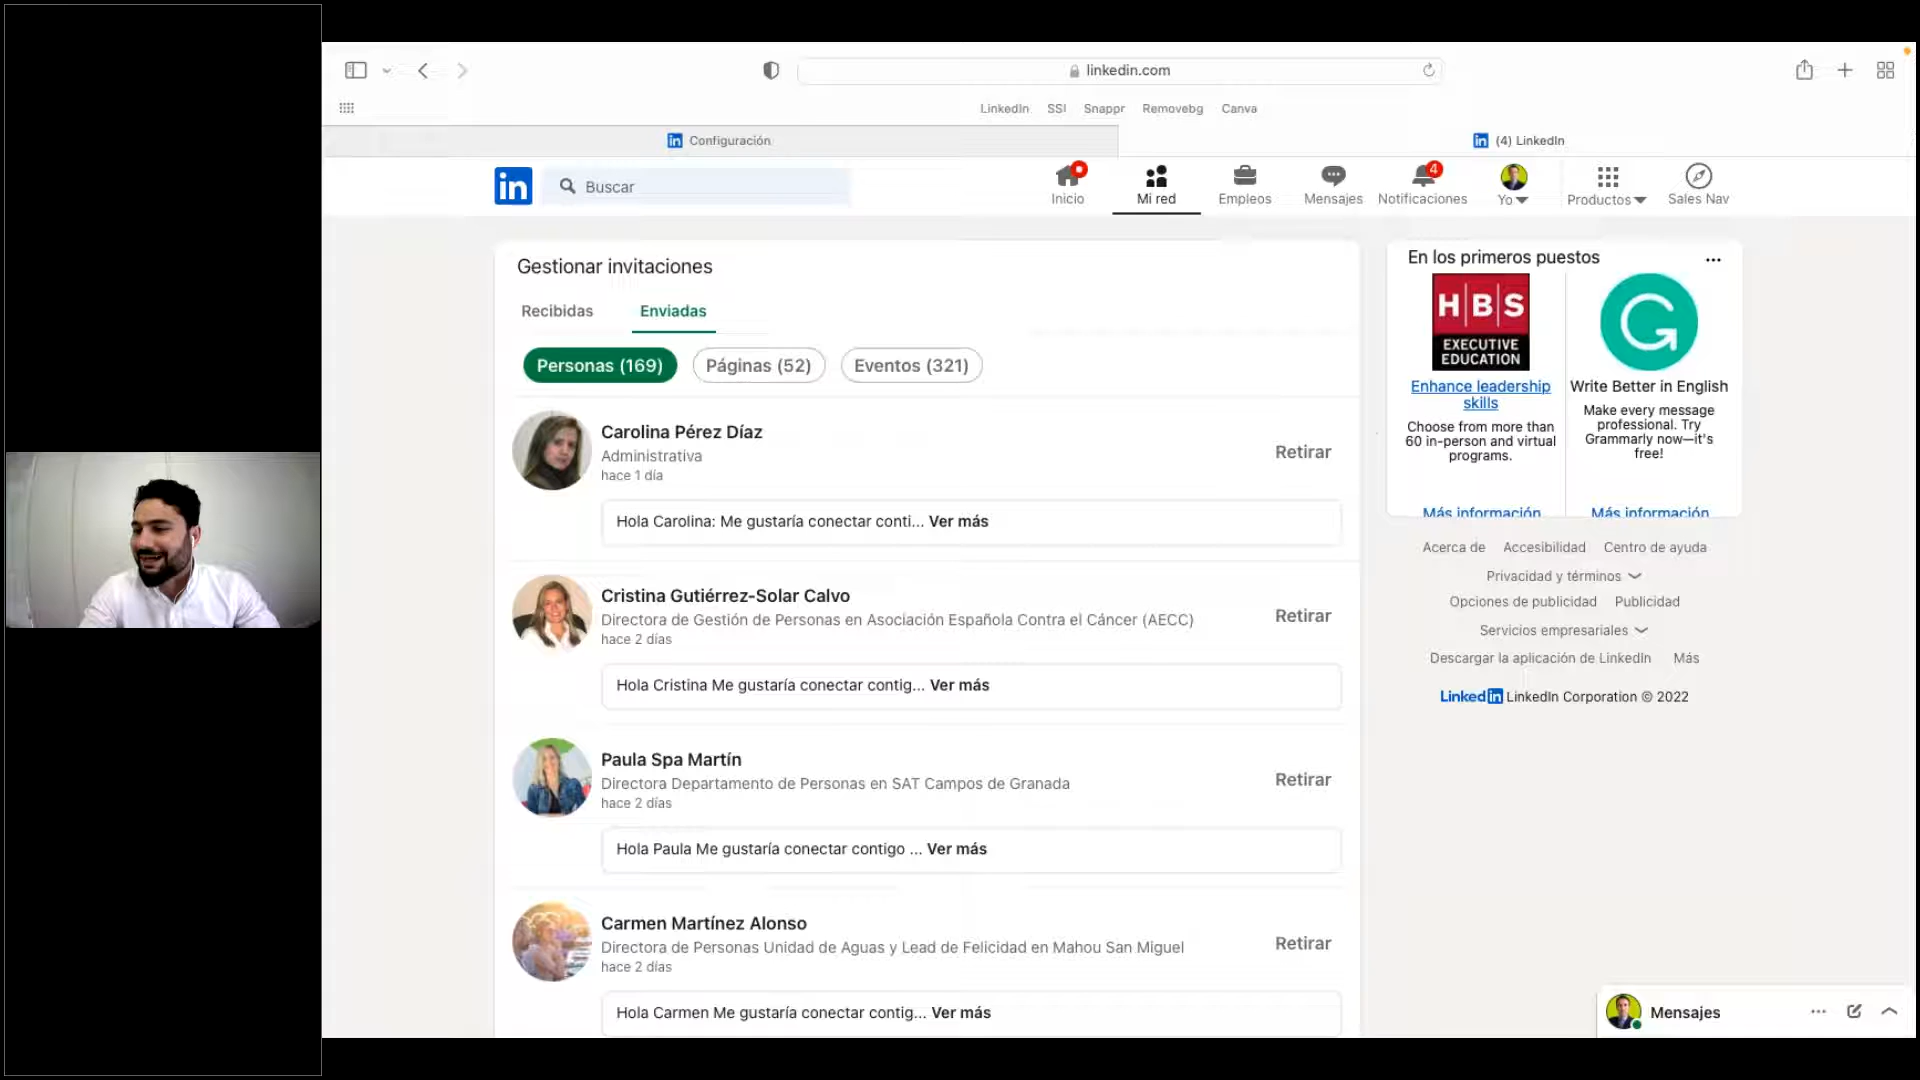 linkedin.com
LinkedIn SSI Snappr Removebg Canva
in Configuración
in (4) LinkedIn
in
Buscar
Inicio
Mi red
Empleos
Mensajes
4
Notificaciones
Yo
Productos
Sales Nav
Gestionar invitaciones
Recibidas
Enviadas
Personas (169)
Páginas (52)
Eventos (321)
Carolina Pérez Díaz
Administrativa
hace 1 día
Retirar
Hola Carolina: Me gustaría conectar conti... Ver más
Cristina Gutiérrez-Solar Calvo
Directora de Gestión de Personas en Asociación Española Contra el Cáncer (AECC)
hace 2 días
Retirar
Hola Cristina Me gustaría conectar contig... Ver más
Paula Spa Martín
Directora Departamento de Personas en SAT Campos de Granada
hace 2 días
Retirar
Hola Paula Me gustaría conectar contigo ... Ver más
Carmen Martínez Alonso
Directora de Personas Unidad de Aguas y Lead de Felicidad en Mahou San Miguel
hace 2 días
Retirar
Hola Carmen Me gustaría conectar contig... Ver más
En los primeros puestos
H|B|S
EXECUTIVE
EDUCATION
Enhance leadership
skills
Choose from more than
60 in-person and virtual
programs.
Más información
G
Write Better in English
Make every message
professional. Try
Grammarly now—it's
free!
Más información
Acerca de Accesibilidad Centro de ayuda
Privacidad y términos
Opciones de publicidad Publicidad
Servicios empresariales
Descargar la aplicación de LinkedIn Más
LinkedIn LinkedIn Corporation © 2022
Mensajes